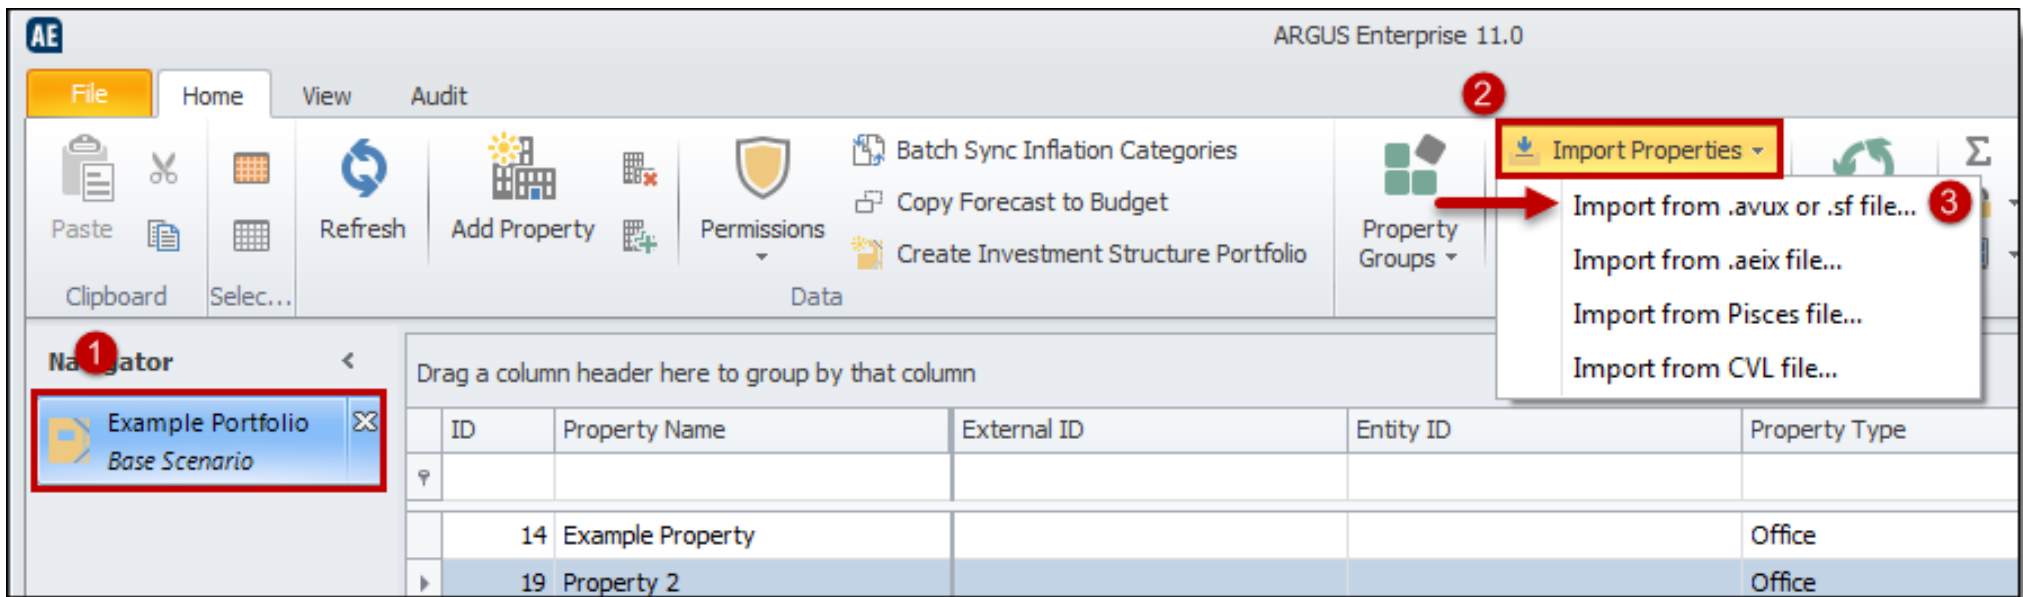 AE
ARGUS Enterprise 11.0
File Home View Audit
2
Paste
Clipboard
Selec...
Refresh
Add Property
Permissions
Batch Sync Inflation Categories
Copy Forecast to Budget
Create Investment Structure Portfolio
Data
Property
Groups
Import Properties
Σ
Import from .avux or .sf file... 3
Import from .aeix file...
Import from Pisces file...
Import from CVL file...
1
Example Portfolio
Base Scenario
Drag a column header here to group by that column
ID Property Name External ID Entity ID Property Type
14 Example Property Office
19 Property 2 Office